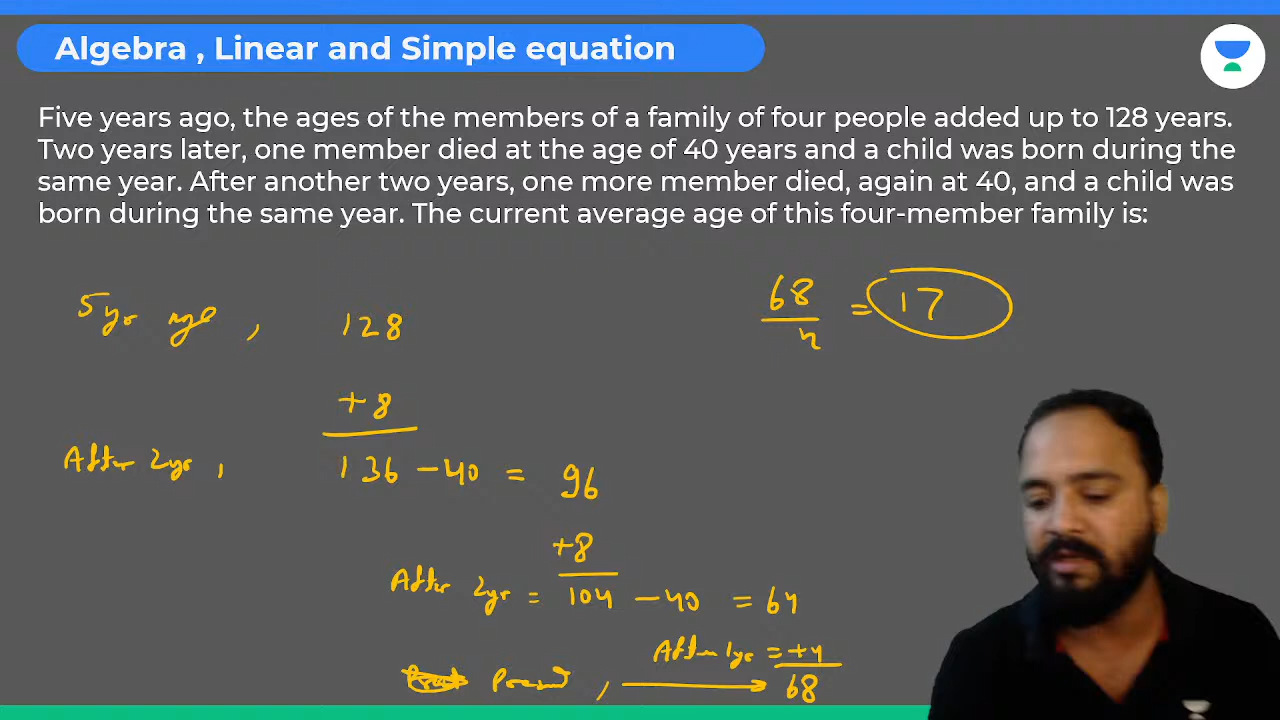 Algebra , Linear and Simple equation
Five years ago, the ages of the members of a family of four people added up to 128 years.
Two years later, one member died at the age of 40 years and a child was born during the
same year. After another two years, one more member died, again at 40, and a child was
born during the same year. The current average age of this four-member family is:
68/4 = 17
5 yr ago , 128
+8
After 2yr , 136 - 40 = 96
+8
After 2yr = 104 - 40 = 64
After 1yr = +4
Present , 68